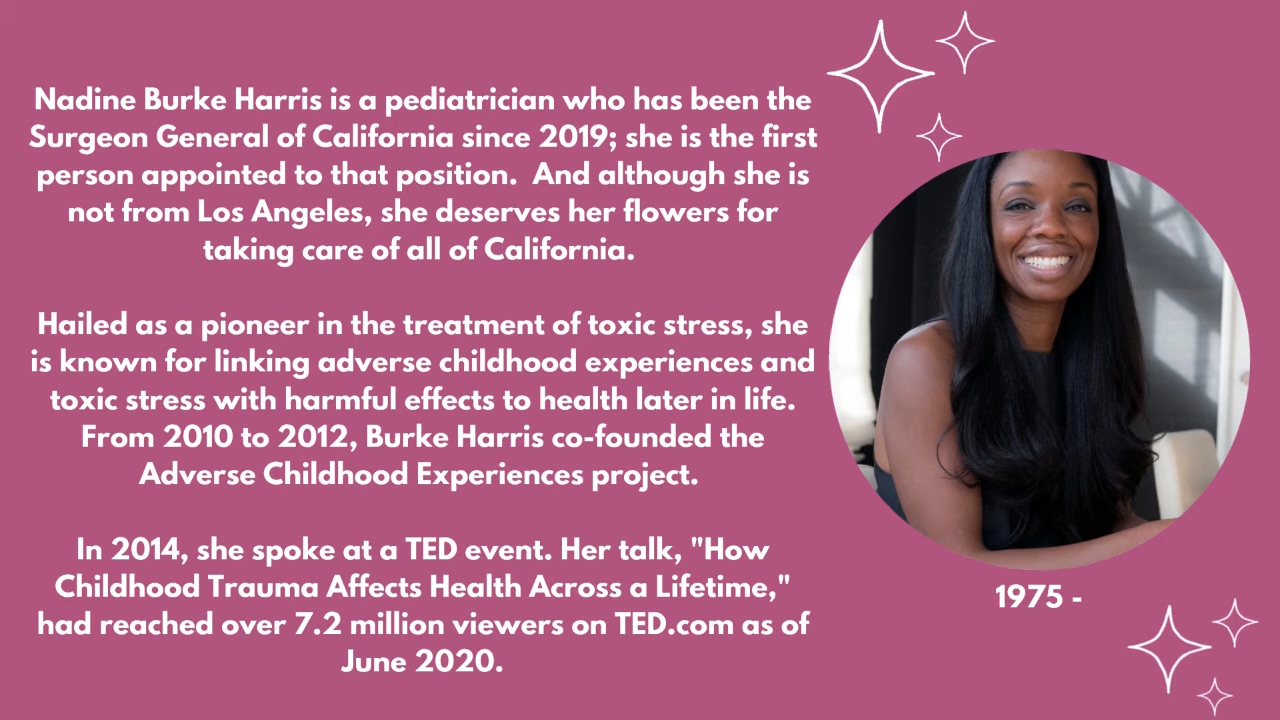 Nadine Burke Harris is a pediatrician who has been the
Surgeon General of California since 2019; she is the first
person appointed to that position.  And although she is
not from Los Angeles, she deserves her flowers for
taking care of all of California.
Hailed as a pioneer in the treatment of toxic stress, she
is known for linking adverse childhood experiences and
toxic stress with harmful effects to health later in life.
From 2010 to 2012, Burke Harris co-founded the
Adverse Childhood Experiences project.
In 2014, she spoke at a TED event. Her talk, "How
Childhood Trauma Affects Health Across a Lifetime,"
had reached over 7.2 million viewers on TED.com as of
June 2020.
1975 -